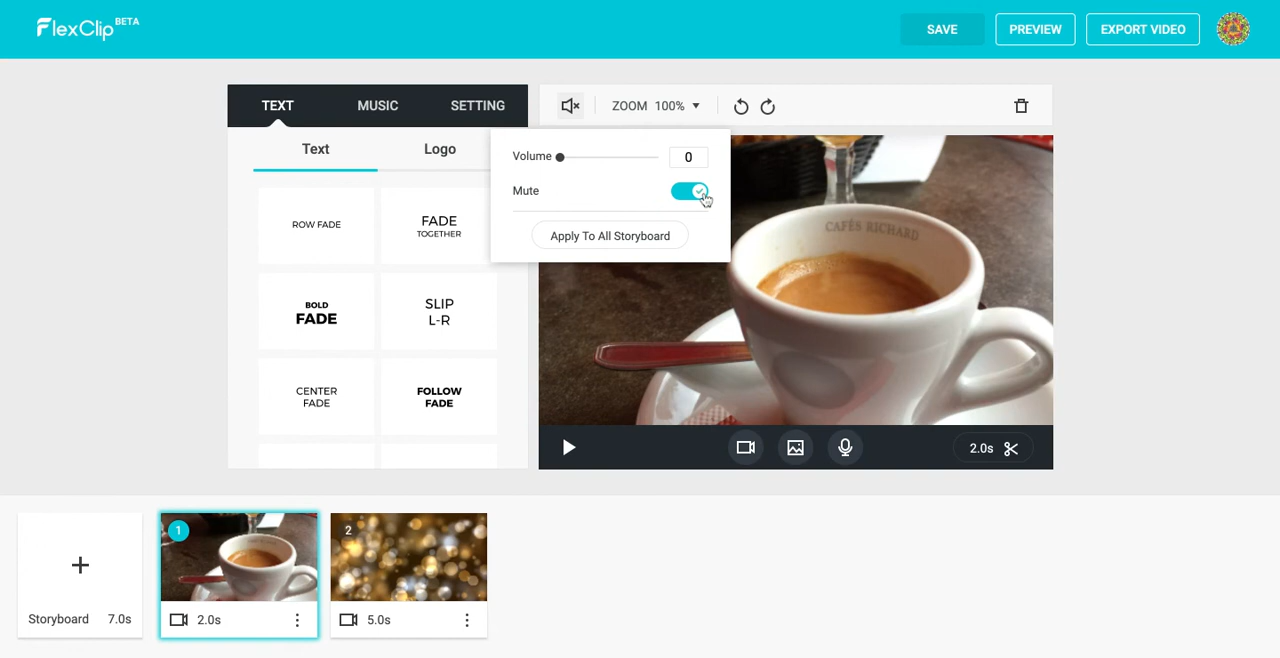 FlexClip BETA
SAVE
PREVIEW
EXPORT VIDEO
TEXT
MUSIC
SETTING
ZOOM 100%
Text
Logo
Volume
0
Mute
Apply To All Storyboard
ROW FADE
FADE
TOGETHER
BOLD
FADE
SLIP
L-R
CENTER
FADE
FOLLOW
FADE
CAFÉS RICHARD
2.0s
1
2
Storyboard 7.0s
2.0s
5.0s